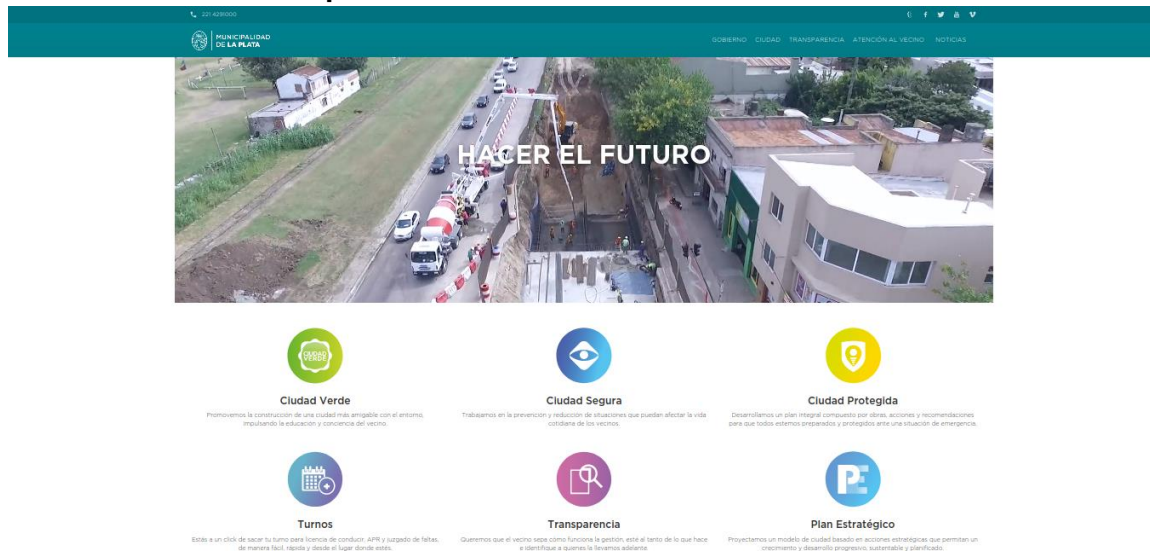 221 4291000
MUNICIPALIDAD
DE LA PLATA
GOBIERNO CIUDAD TRANSPARENCIA ATENCIÓN AL VECINO NOTICIAS
HACER EL FUTURO
CIUDAD
VERDE
Ciudad Verde
Promovemos la construcción de una ciudad más amigable con el entorno,
impulsando la educación y conciencia del vecino.
Ciudad Segura
Trabajamos en la prevención y reducción de situaciones que puedan afectar la vida
cotidiana de los vecinos.
Ciudad Protegida
Desarrollamos un plan integral compuesto por obras, acciones y recomendaciones
para que todos estemos preparados y protegidos ante una situación de emergencia.
Turnos
Estás a un click de sacar tu turno para licencia de conducir, APR y juzgado de faltas,
de manera fácil, rápida y desde el lugar donde estés.
Transparencia
Queremos que el vecino sepa cómo funciona la gestión, esté al tanto de lo que hace
e identifique a quienes la llevamos adelante.
PE
Plan Estratégico
Proyectamos un modelo de ciudad basado en acciones estratégicas que permitan un
crecimiento y desarrollo progresivo, sustentable y planificado.